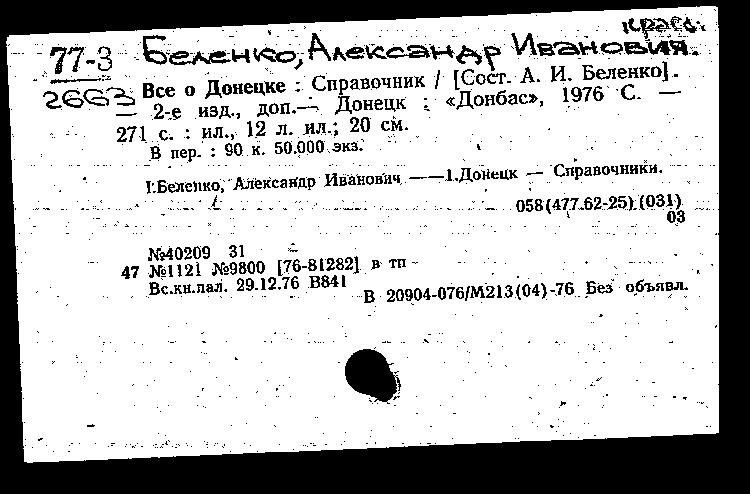 крае.
77-3 Беленко, Александр Иванович.
2663
Все о Донецке : Справочник / [Сост. А. И. Беленко].
— 2-е изд., доп.— Донецк : «Донбас», 1976 С. —
271 с. : ил., 12 л. ил.; 20 см.
В пер. : 90 к. 50.000 экз.
I.Беленко, Александр Иванович ——1.Донецк — Справочники.
058(477.62-25) (031)
03
№40209 31
47 №1121 №9800 [76-81282] в тп
Вс.кн.пал. 29.12.76 В841
В 20904-076/М213(04)-76 Без объявл.